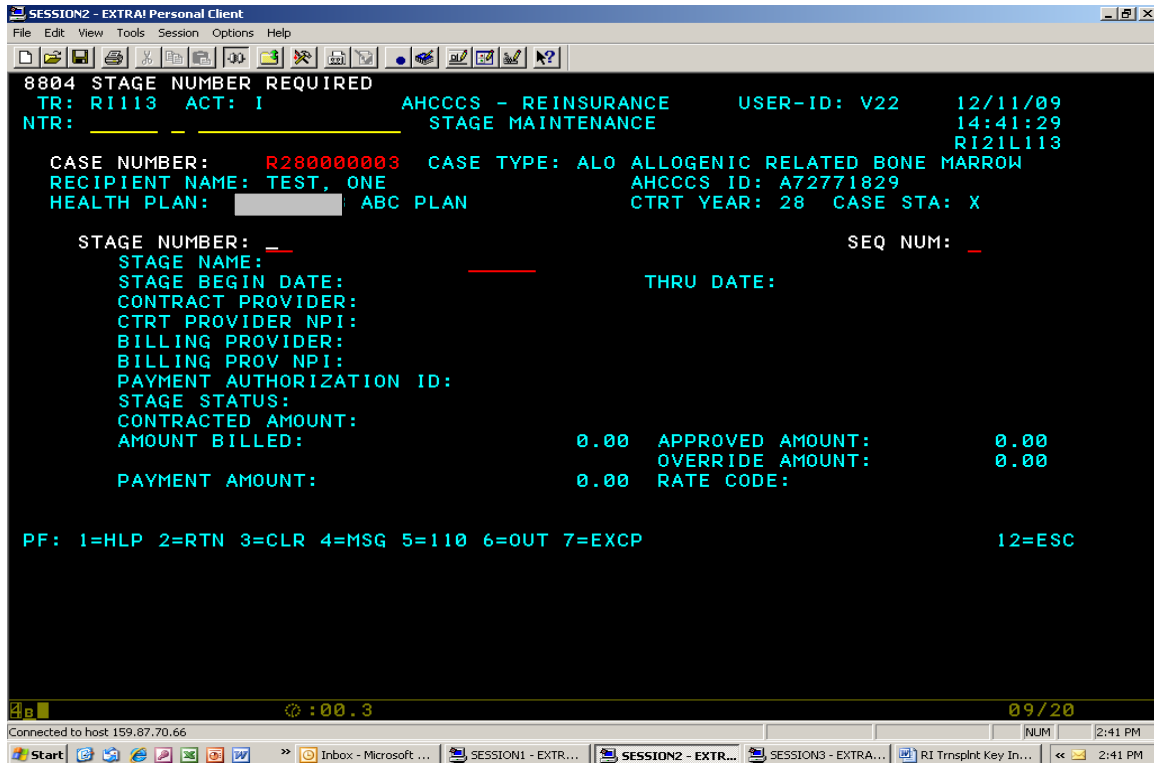 SESSION2 - EXTRA! Personal Client
File Edit View Tools Session Options Help
8804 STAGE NUMBER REQUIRED
TR: RI113 ACT: I AHCCCS - REINSURANCE USER-ID: V22 12/11/09
NTR: STAGE MAINTENANCE 14:41:29
RI21L113
CASE NUMBER: R280000003 CASE TYPE: ALO ALLOGENIC RELATED BONE MARROW
RECIPIENT NAME: TEST, ONE AHCCCS ID: A72771829
HEALTH PLAN: ABC PLAN CTRT YEAR: 28 CASE STA: X
STAGE NUMBER: SEQ NUM:
STAGE NAME:
STAGE BEGIN DATE: THRU DATE:
CONTRACT PROVIDER:
CTRT PROVIDER NPI:
BILLING PROVIDER:
BILLING PROV NPI:
PAYMENT AUTHORIZATION ID:
STAGE STATUS:
CONTRACTED AMOUNT:
AMOUNT BILLED: 0.00 APPROVED AMOUNT: 0.00
OVERRIDE AMOUNT: 0.00
PAYMENT AMOUNT: 0.00 RATE CODE:
PF: 1=HLP 2=RTN 3=CLR 4=MSG 5=110 6=OUT 7=EXCP 12=ESC
4 B :00.3 09/20
Connected to host 159.87.70.66 NUM 2:41 PM
Start » Inbox - Microsoft ... SESSION1 - EXTR... SESSION2 - EXTR... SESSION3 - EXTRA... RI Trnsplnt Key In... « 2:41 PM